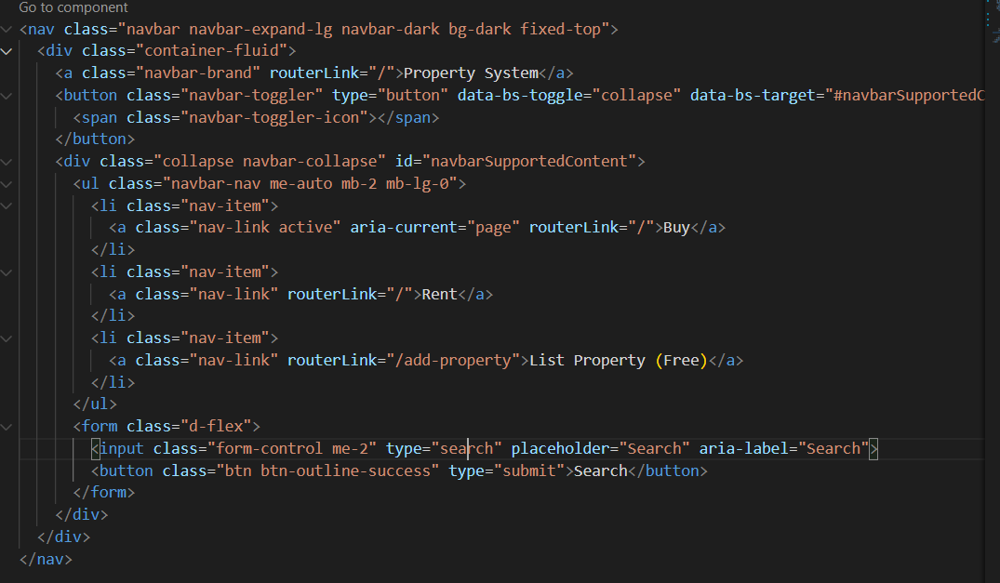 Go to component
<nav class="navbar navbar-expand-lg navbar-dark bg-dark fixed-top">
<div class="container-fluid">
<a class="navbar-brand" routerLink="/">Property System</a>
<button class="navbar-toggler" type="button" data-bs-toggle="collapse" data-bs-target="#navbarSupportedC
<span class="navbar-toggler-icon"></span>
</button>
<div class="collapse navbar-collapse" id="navbarSupportedContent">
<ul class="navbar-nav me-auto mb-2 mb-lg-0">
<li class="nav-item">
<a class="nav-link active" aria-current="page" routerLink="/">Buy</a>
</li>
<li class="nav-item">
<a class="nav-link" routerLink="/">Rent</a>
</li>
<li class="nav-item">
<a class="nav-link" routerLink="/add-property">List Property (Free)</a>
</li>
</ul>
<form class="d-flex">
<input class="form-control me-2" type="search" placeholder="Search" aria-label="Search">
<button class="btn btn-outline-success" type="submit">Search</button>
</form>
</div>
</div>
</nav>